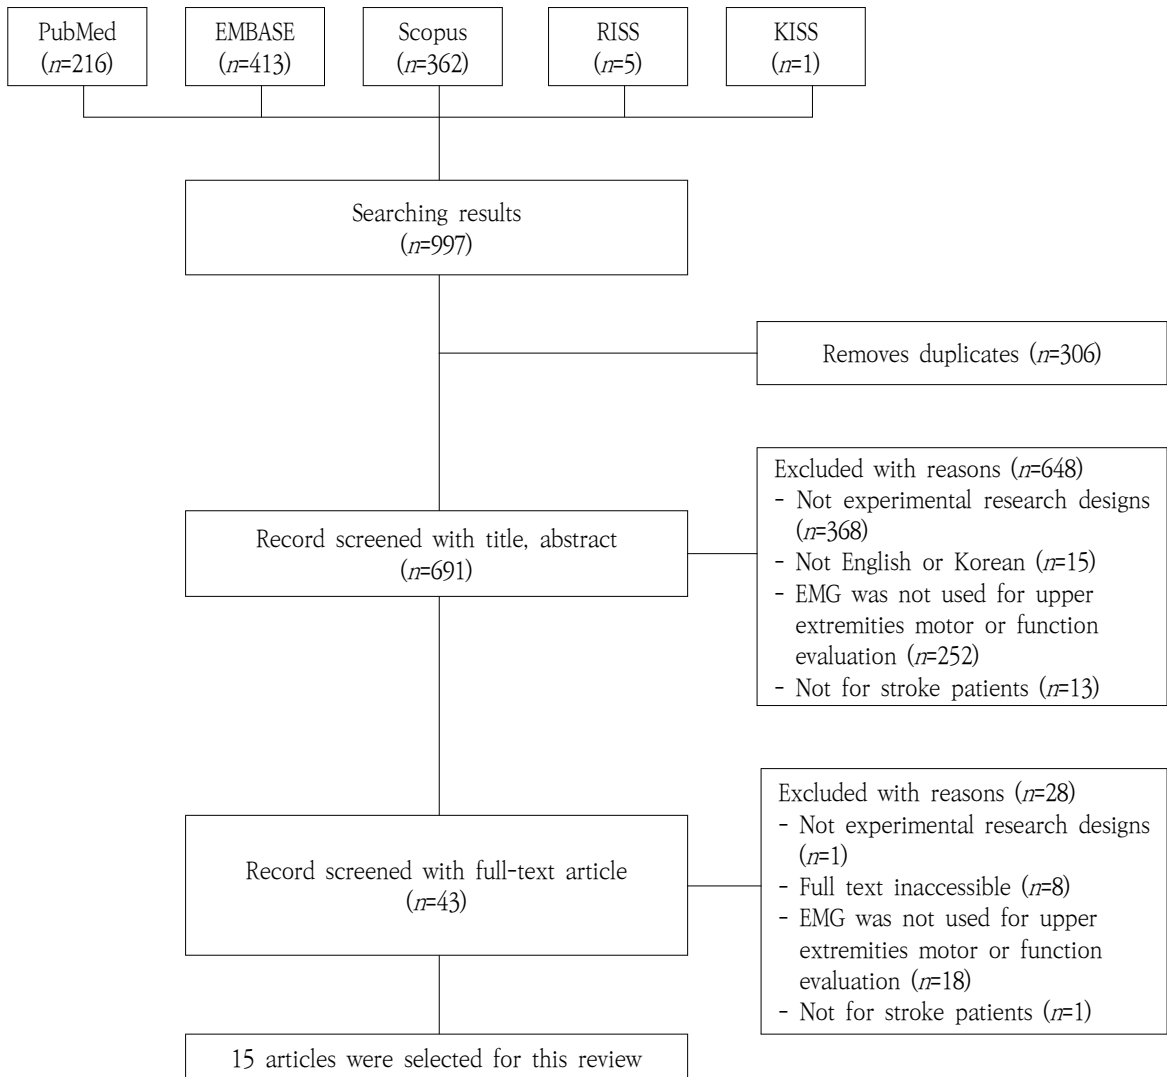 PubMed
(n=216)
EMBASE
(n=413)
Scopus
(n=362)
RISS
(n=5)
KISS
(n=1)
Searching results
(n=997)
Removes duplicates (n=306)
Record screened with title, abstract
(n=691)
Excluded with reasons (n=648)
- Not experimental research designs
(n=368)
- Not English or Korean (n=15)
- EMG was not used for upper
extremities motor or function
evaluation (n=252)
- Not for stroke patients (n=13)
Record screened with full-text article
(n=43)
Excluded with reasons (n=28)
- Not experimental research designs
(n=1)
- Full text inaccessible (n=8)
- EMG was not used for upper
extremities motor or function
evaluation (n=18)
- Not for stroke patients (n=1)
15 articles were selected for this review